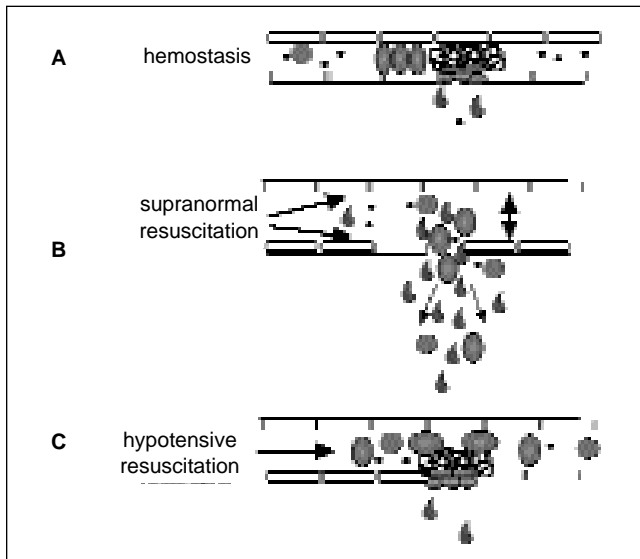 A
hemostasis
supranormal
resuscitation
B
C
hypotensive
resuscitation